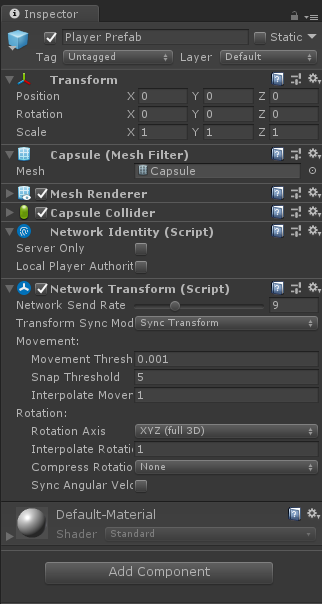 Inspector
Player Prefab Static
Tag Untagged Layer Default
Transform
Position X 0 Y 0 Z 0
Rotation X 0 Y 0 Z 0
Scale X 1 Y 1 Z 1
Capsule (Mesh Filter)
Mesh Capsule
Mesh Renderer
Capsule Collider
Network Identity (Script)
Server Only
Local Player Authorit
Network Transform (Script)
Network Send Rate 9
Transform Sync Mod Sync Transform
Movement:
Movement Thresh 0.001
Snap Threshold 5
Interpolate Mover 1
Rotation:
Rotation Axis XYZ (full 3D)
Interpolate Rotati 1
Compress Rotatio None
Sync Angular Velo
Default-Material
Shader Standard
Add Component